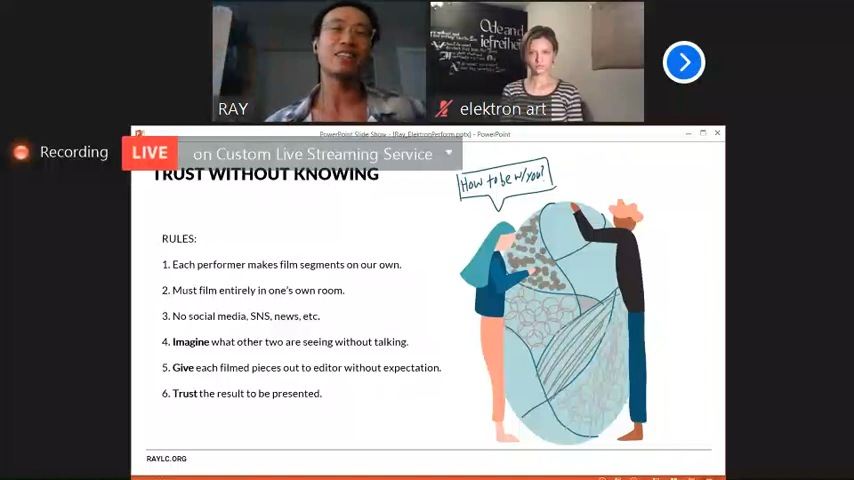 Ode and
RAY
elektron art
PowerPoint Slide Show - [Ray_ElektronPerform.pptx] - PowerPoint
Recording
LIVE
on Custom Live Streaming Service
TRUST WITHOUT KNOWING
How to be w/you?
RULES:
1. Each performer makes film segments on our own.
2. Must film entirely in one's own room.
3. No social media, SNS, news, etc.
4. Imagine what other two are seeing without talking.
5. Give each filmed pieces out to editor without expectation.
6. Trust the result to be presented.
RAYLC.ORG